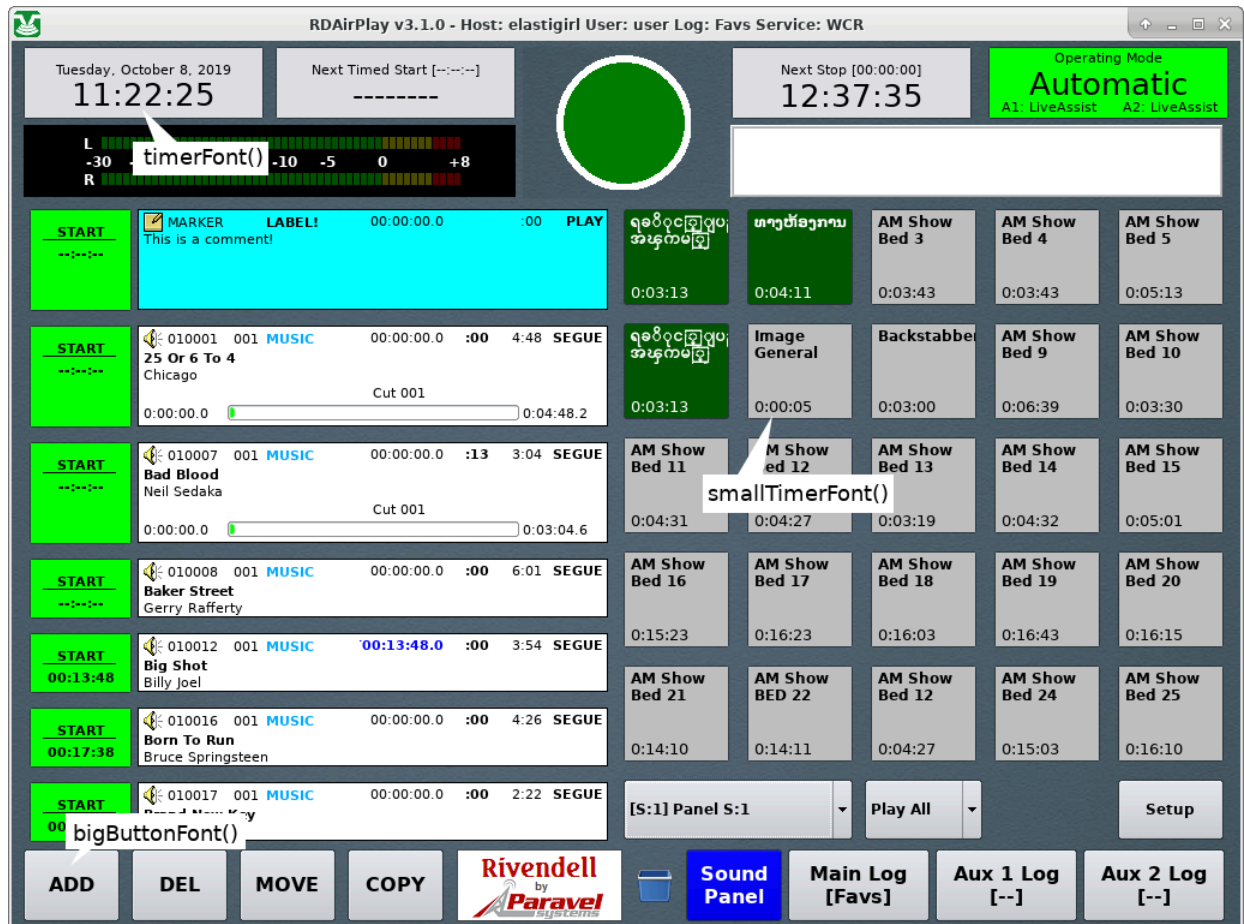 RDAirPlay v3.1.0 - Host: elastigirl User: user Log: Favs Service: WCR
Tuesday, October 8, 2019
11:22:25
Next Timed Start [--:--:--]
--------
Next Stop [00:00:00]
12:37:35
Operating Mode
Automatic
A1: LiveAssist A2: LiveAssist
timerFont()
L
-30 -10 -5 0 +8
R
START
--:--:--
MARKER LABEL! 00:00:00.0 :00 PLAY
This is a comment!
START
--:--:--
010001 001 MUSIC 00:00:00.0 :00 4:48 SEGUE
25 Or 6 To 4
Chicago
Cut 001
0:00:00.0 0:04:48.2
START
--:--:--
010007 001 MUSIC 00:00:00.0 :13 3:04 SEGUE
Bad Blood
Neil Sedaka
Cut 001
0:00:00.0 0:03:04.6
START
--:--:--
010008 001 MUSIC 00:00:00.0 :00 6:01 SEGUE
Baker Street
Gerry Rafferty
START
00:13:48
010012 001 MUSIC 00:13:48.0 :00 3:54 SEGUE
Big Shot
Billy Joel
START
00:17:38
010016 001 MUSIC 00:00:00.0 :00 4:26 SEGUE
Born To Run
Bruce Springsteen
START
010017 001 MUSIC 00:00:00.0 :00 2:22 SEGUE
bigButtonFont()
0:03:13
ທາງຫ້ອງການ
0:04:11
AM Show
Bed 3
0:03:43
AM Show
Bed 4
0:03:43
AM Show
Bed 5
0:05:13
0:03:13
Image
General
0:00:05
Backstabber
0:03:00
AM Show
Bed 9
0:06:39
AM Show
Bed 10
0:03:30
AM Show
Bed 11
0:04:31
0:04:27
smallTimerFont()
AM Show
Bed 13
0:03:19
AM Show
Bed 14
0:04:32
AM Show
Bed 15
0:05:01
AM Show
Bed 16
0:15:23
AM Show
Bed 17
0:16:23
AM Show
Bed 18
0:16:03
AM Show
Bed 19
0:16:43
AM Show
Bed 20
0:16:15
AM Show
Bed 21
0:14:10
AM Show
BED 22
0:14:11
AM Show
Bed 12
0:04:27
AM Show
Bed 24
0:15:03
AM Show
Bed 25
0:16:10
[S:1] Panel S:1
Play All
Setup
ADD
DEL
MOVE
COPY
Rivendell
by
Paravel
systems
Sound
Panel
Main Log
[Favs]
Aux 1 Log
[--]
Aux 2 Log
[--]